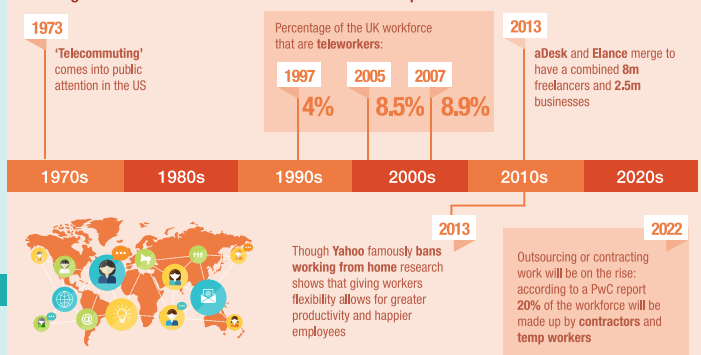 1973
'Telecommuting'
comes into public
attention in the US
Percentage of the UK workforce
that are teleworkers:
1997
4%
2005
8.5%
2007
8.9%
2013
aDesk and Elance merge to
have a combined 8m
freelancers and 2.5m
businesses
1970s
1980s
1990s
2000s
2010s
2020s
2013
Though Yahoo famously bans
working from home research
shows that giving workers
flexibility allows for greater
productivity and happier
employees
2022
Outsourcing or contracting
work will be on the rise:
according to a PwC report
20% of the workforce will be
made up by contractors and
temp workers